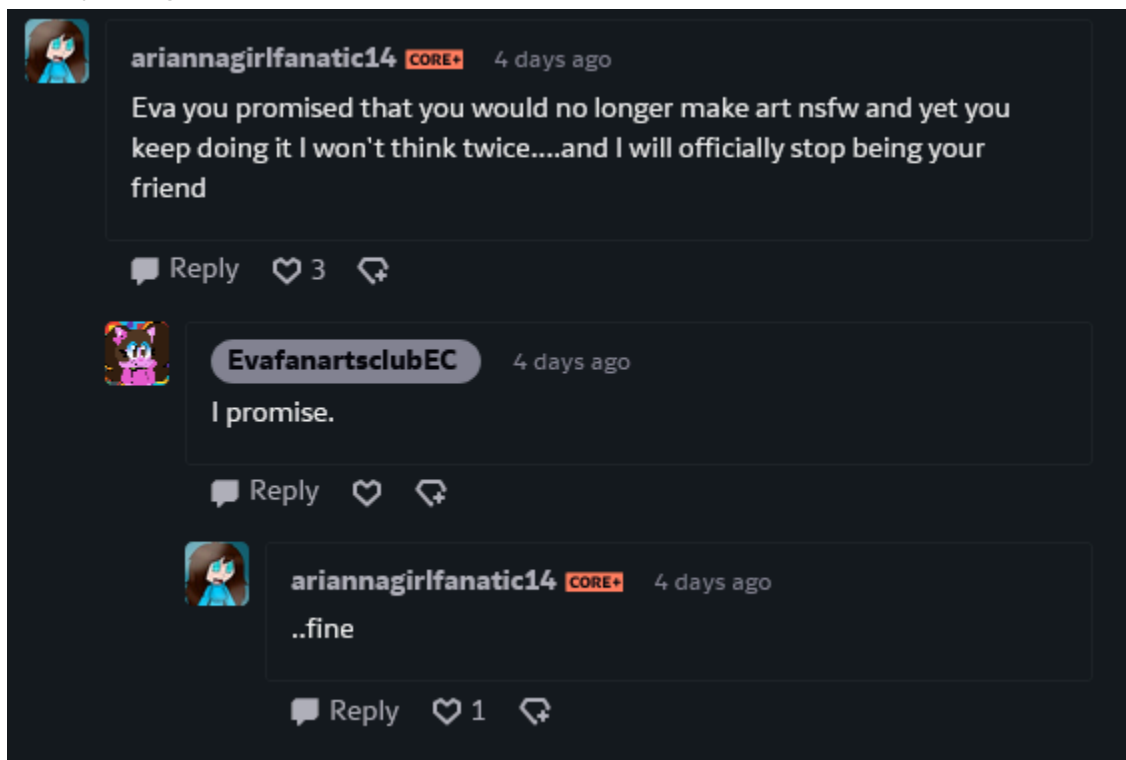 ariannagirlfanatic14 CORE+ 4 days ago
Eva you promised that you would no longer make art nsfw and yet you
keep doing it I won't think twice....and I will officially stop being your
friend
Reply 3
EvafanartsclubEC 4 days ago
I promise.
Reply
ariannagirlfanatic14 CORE+ 4 days ago
..fine
Reply 1